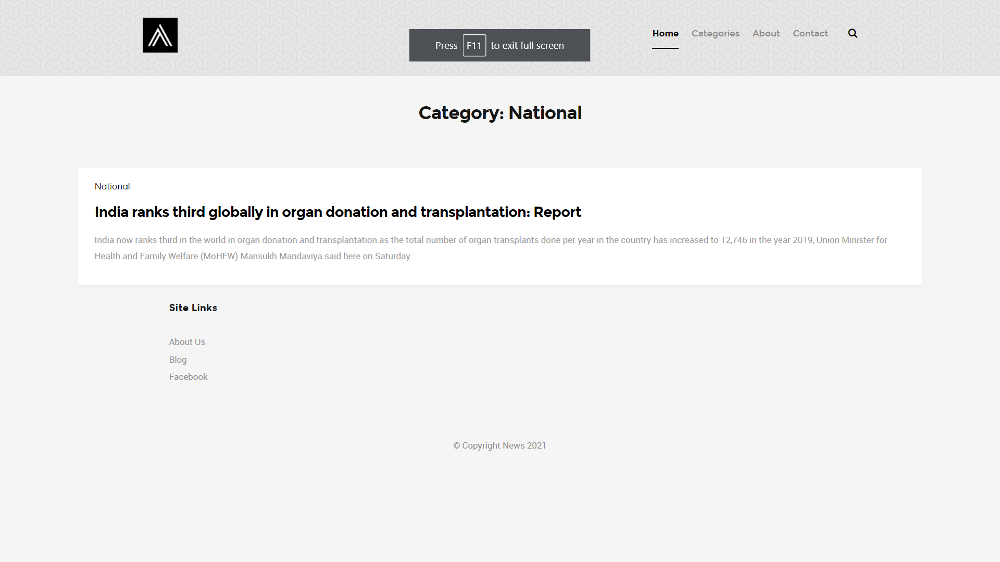 Home Categories About Contact
Press F11 to exit full screen
Category: National
National
India ranks third globally in organ donation and transplantation: Report
India now ranks third in the world in organ donation and transplantation as the total number of organ transplants done per year in the country has increased to 12,746 in the year 2019, Union Minister for
Health and Family Welfare (MoHFW) Mansukh Mandaviya said here on Saturday
Site Links
About Us
Blog
Facebook
© Copyright News 2021